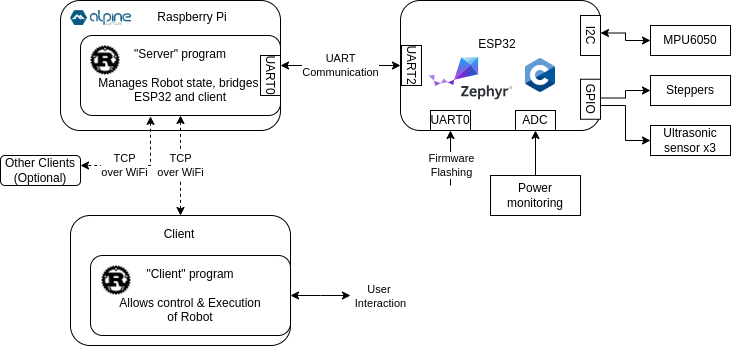 alpine
Raspberry Pi
"Server" program
Manages Robot state, bridges
ESP32 and client
UART0
UART
Communication
ESP32
UART2
Zephyr
C
I2C
GPIO
UART0
ADC
MPU6050
Steppers
Ultrasonic
sensor x3
Firmware
Flashing
Power
monitoring
Other Clients
(Optional)
TCP
over WiFi
TCP
over WiFi
Client
"Client" program
Allows control & Execution
of Robot
User
Interaction